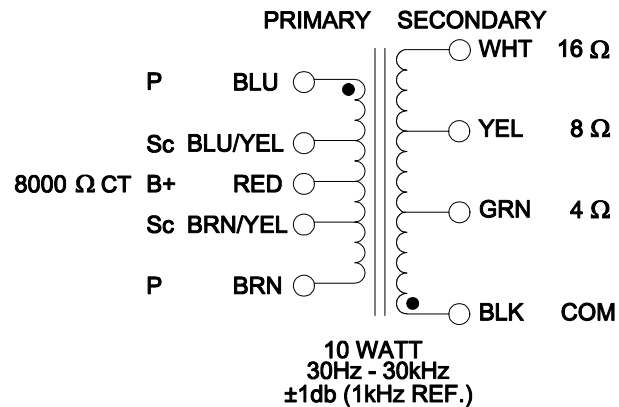 PRIMARY SECONDARY
WHT 16 Ω
P BLU
YEL 8 Ω
Sc BLU/YEL
8000 Ω CT B+ RED
GRN 4 Ω
Sc BRN/YEL
P BRN
BLK COM
10 WATT
30Hz - 30kHz
±1db (1kHz REF.)